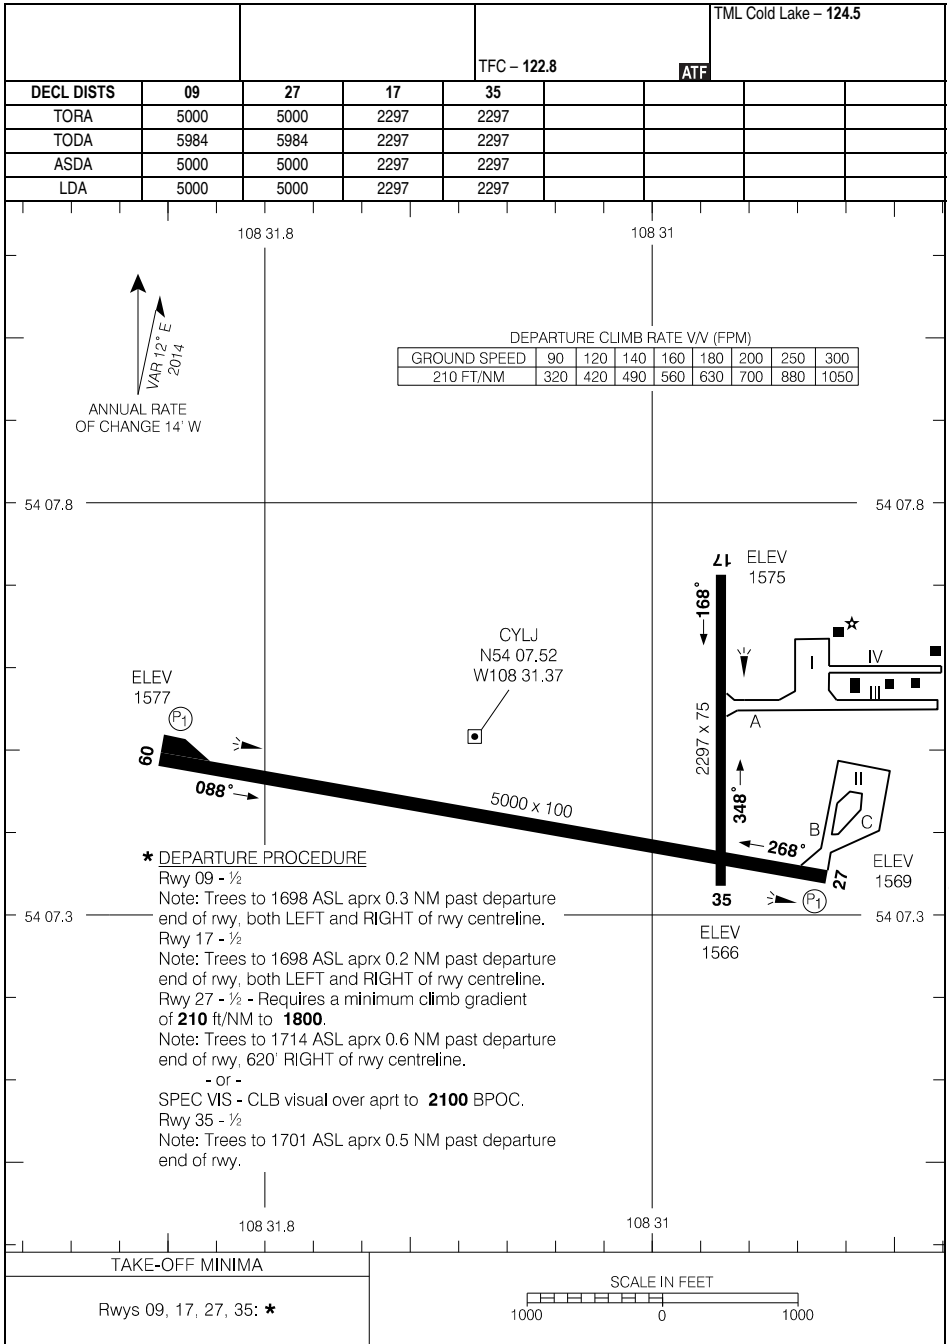 TML Cold Lake – 124.5
TFC – 122.8
ATF
DECL DISTS 09 27 17 35
TORA 5000 5000 2297 2297
TODA 5984 5984 2297 2297
ASDA 5000 5000 2297 2297
LDA 5000 5000 2297 2297
108 31.8
108 31
VAR 12° E
2014
ANNUAL RATE
OF CHANGE 14' W
DEPARTURE CLIMB RATE V/V (FPM)
GROUND SPEED 90 120 140 160 180 200 250 300
210 FT/NM 320 420 490 560 630 700 880 1050
54 07.8
54 07.8
17
ELEV
1575
168°
CYLJ
N54 07.52
W108 31.37
I
IV
III
A
2297 x 75
ELEV
1577
P1
09
088°
5000 x 100
348°
II
B
C
268°
27
ELEV
1569
35
P1
ELEV
1566
54 07.3
54 07.3
* DEPARTURE PROCEDURE
Rwy 09 - ½
Note: Trees to 1698 ASL aprx 0.3 NM past departure
end of rwy, both LEFT and RIGHT of rwy centreline.
Rwy 17 - ½
Note: Trees to 1698 ASL aprx 0.2 NM past departure
end of rwy, both LEFT and RIGHT of rwy centreline.
Rwy 27 - ½ - Requires a minimum climb gradient
of 210 ft/NM to 1800.
Note: Trees to 1714 ASL aprx 0.6 NM past departure
end of rwy, 620' RIGHT of rwy centreline.
- or -
SPEC VIS - CLB visual over aprt to 2100 BPOC.
Rwy 35 - ½
Note: Trees to 1701 ASL aprx 0.5 NM past departure
end of rwy.
108 31.8
108 31
TAKE-OFF MINIMA
Rwys 09, 17, 27, 35: *
SCALE IN FEET
1000 0 1000